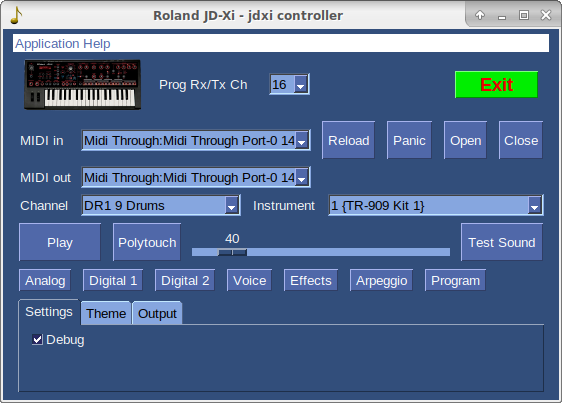 Roland JD-Xi - jdxi controller
Application Help
Prog Rx/Tx Ch 16 Exit
MIDI in Midi Through:Midi Through Port-0 14 Reload Panic Open Close
MIDI out Midi Through:Midi Through Port-0 14
Channel DR1 9 Drums Instrument 1 {TR-909 Kit 1}
Play Polytouch 40 Test Sound
Analog Digital 1 Digital 2 Voice Effects Arpeggio Program
Settings Theme Output
Debug